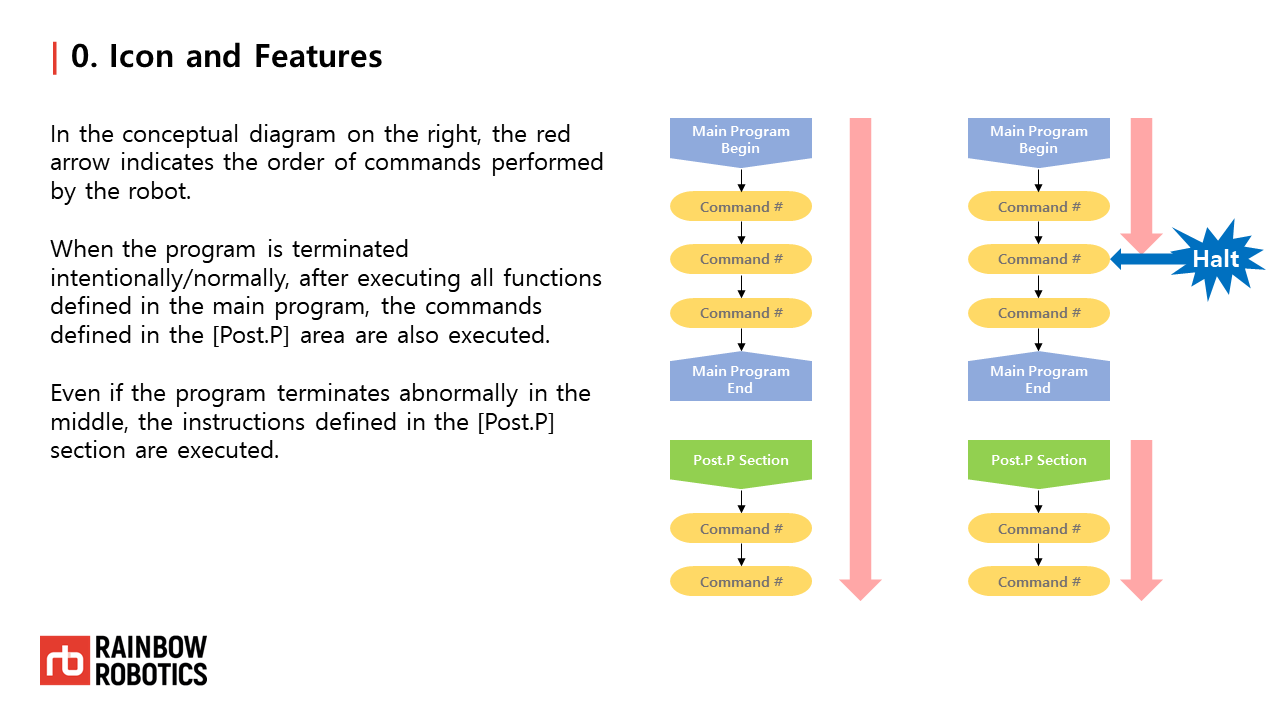 0. Icon and Features
In the conceptual diagram on the right, the red
arrow indicates the order of commands performed
by the robot.
When the program is terminated
intentionally/normally, after executing all functions
defined in the main program, the commands
defined in the [Post.P] area are also executed.
Even if the program terminates abnormally in the
middle, the instructions defined in the [Post.P]
section are executed.
Main Program
Begin
Command #
Command #
Command #
Main Program
End
Post.P Section
Command #
Command #
Main Program
Begin
Command #
Command #
Halt
Command #
Main Program
End
Post.P Section
Command #
Command #
rb
RAINBOW
ROBOTICS